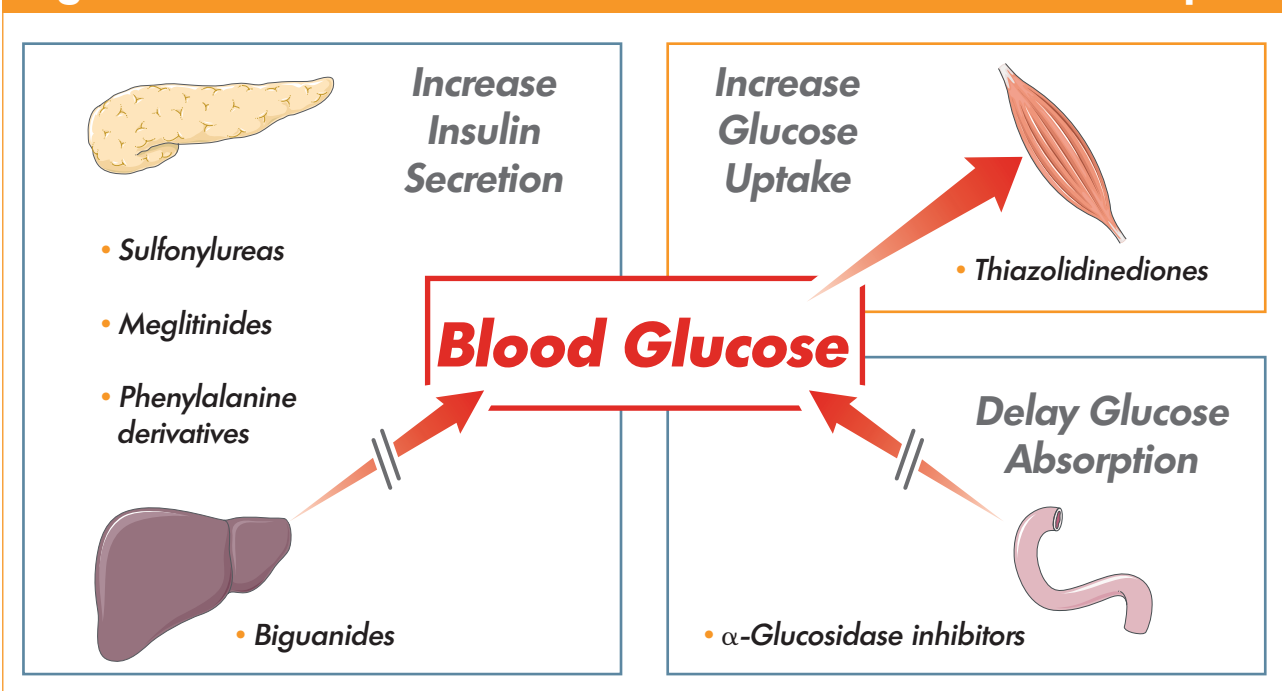 Increase
Insulin
Secretion
• Sulfonylureas
• Meglitinides
• Phenylalanine
derivatives
• Biguanides
Increase
Glucose
Uptake
• Thiazolidinediones
Blood Glucose
Delay Glucose
Absorption
• α-Glucosidase inhibitors